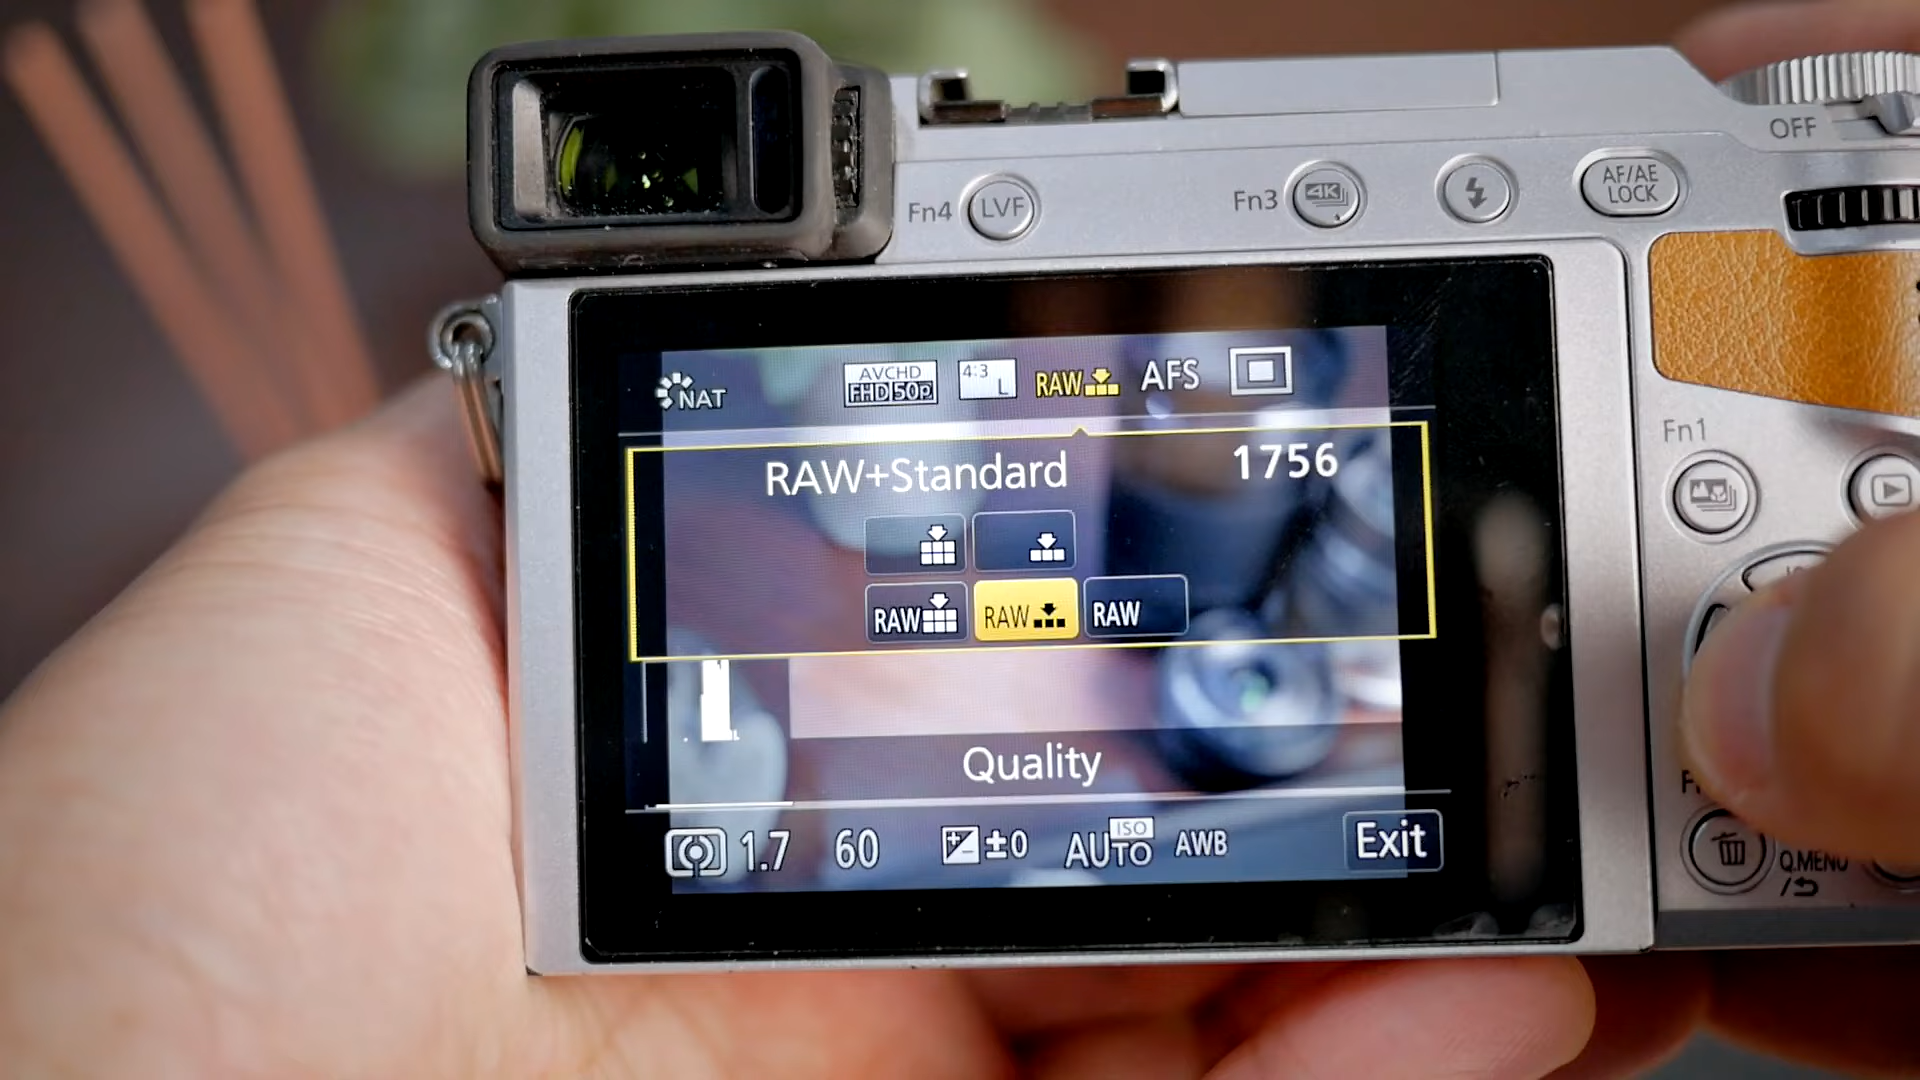 OFF
Fn4 LVF
Fn3 4K
AF/AE
LOCK
NAT
AVCHD
FHD 50p
4:3
L
RAW
AFS
RAW+Standard 1756
RAW RAW RAW
Fn1
Quality
1.7 60 ±0 AUTO ISO AWB Exit
Q.MENU